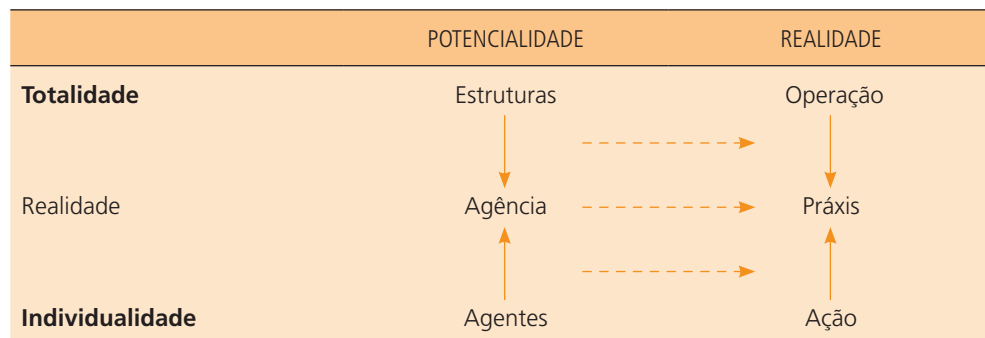 POTENCIALIDADE REALIDADE
Totalidade Estruturas Operação
Realidade Agência Práxis
Individualidade Agentes Ação